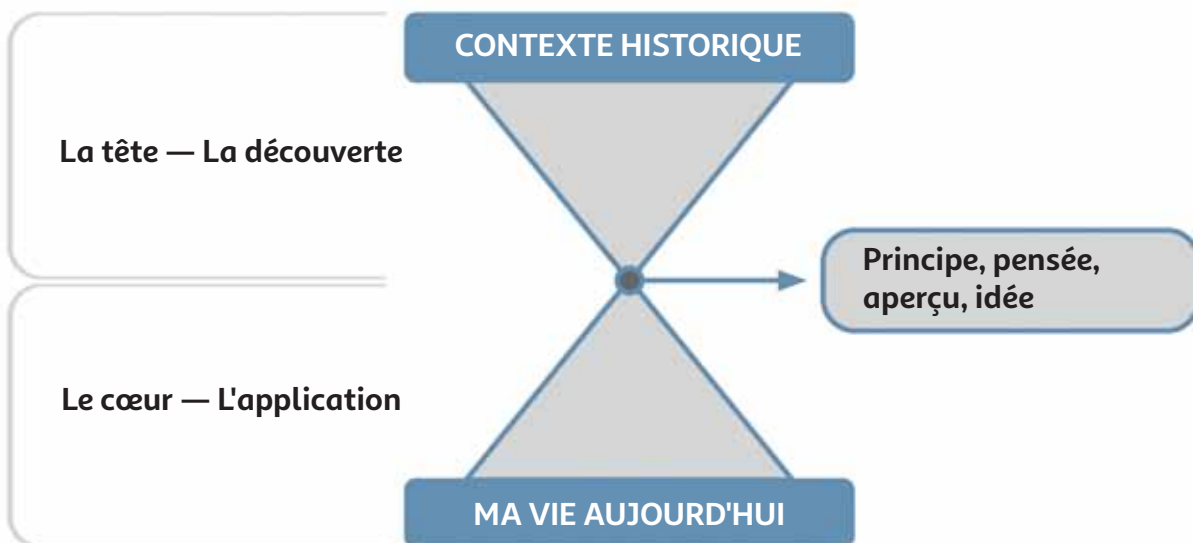 CONTEXTE HISTORIQUE
La tête — La découverte
Principe, pensée,
aperçu, idée
Le cœur — L'application
MA VIE AUJOURD'HUI